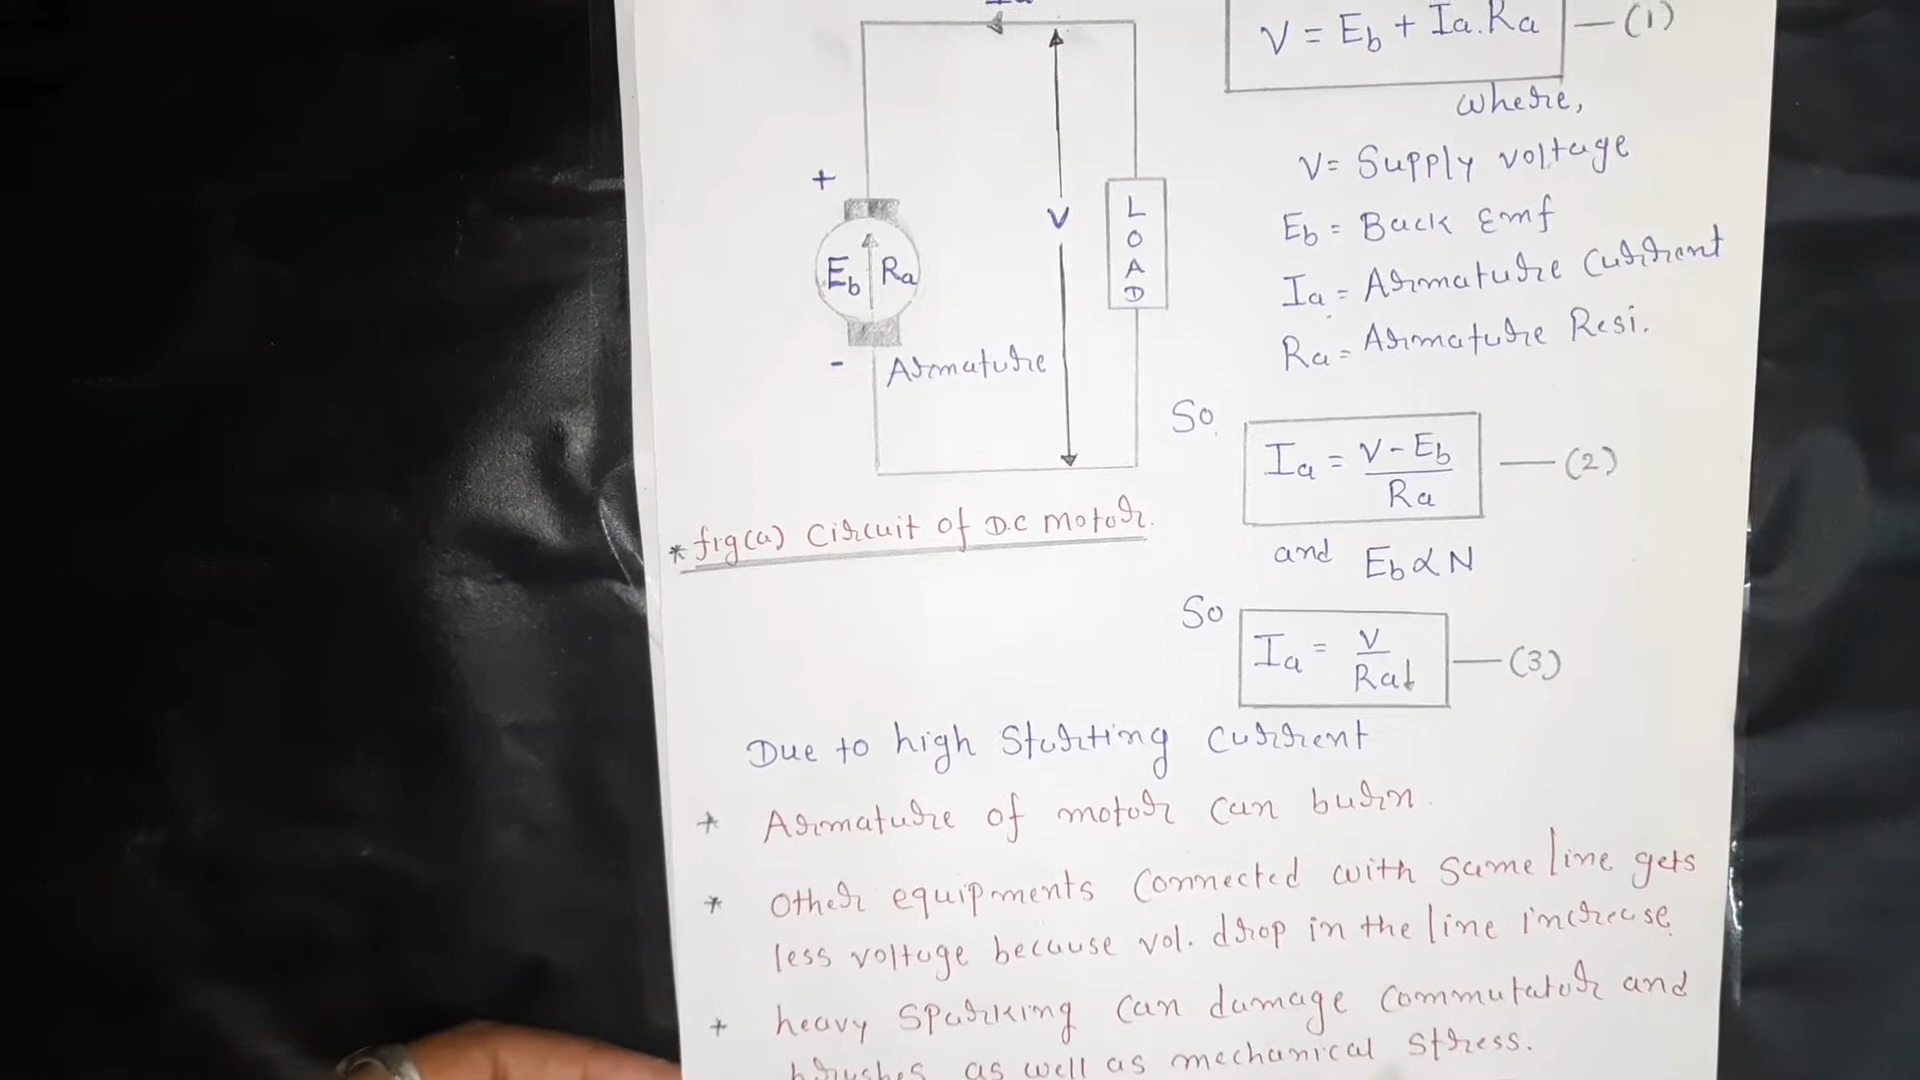 V = Eb + Ia.Ra — (1)
where,
V = Supply voltage
Eb = Back Emf
Ia = Armature Current
Ra = Armature Resi.
+
V
LOAD
Eb Ra
-
Armature
* fig(a) Circuit of D.C motor.
So
Ia = V - Eb / Ra — (2)
and Eb ∝ N
So
Ia = V / Ra↓ — (3)
Due to high Starting Current
* Armature of motor can burn.
* Other equipments Connected with same line gets
less voltage because vol. drop in the line increase.
* heavy Sparking can damage Commutator and
brushes as well as mechanical stress.